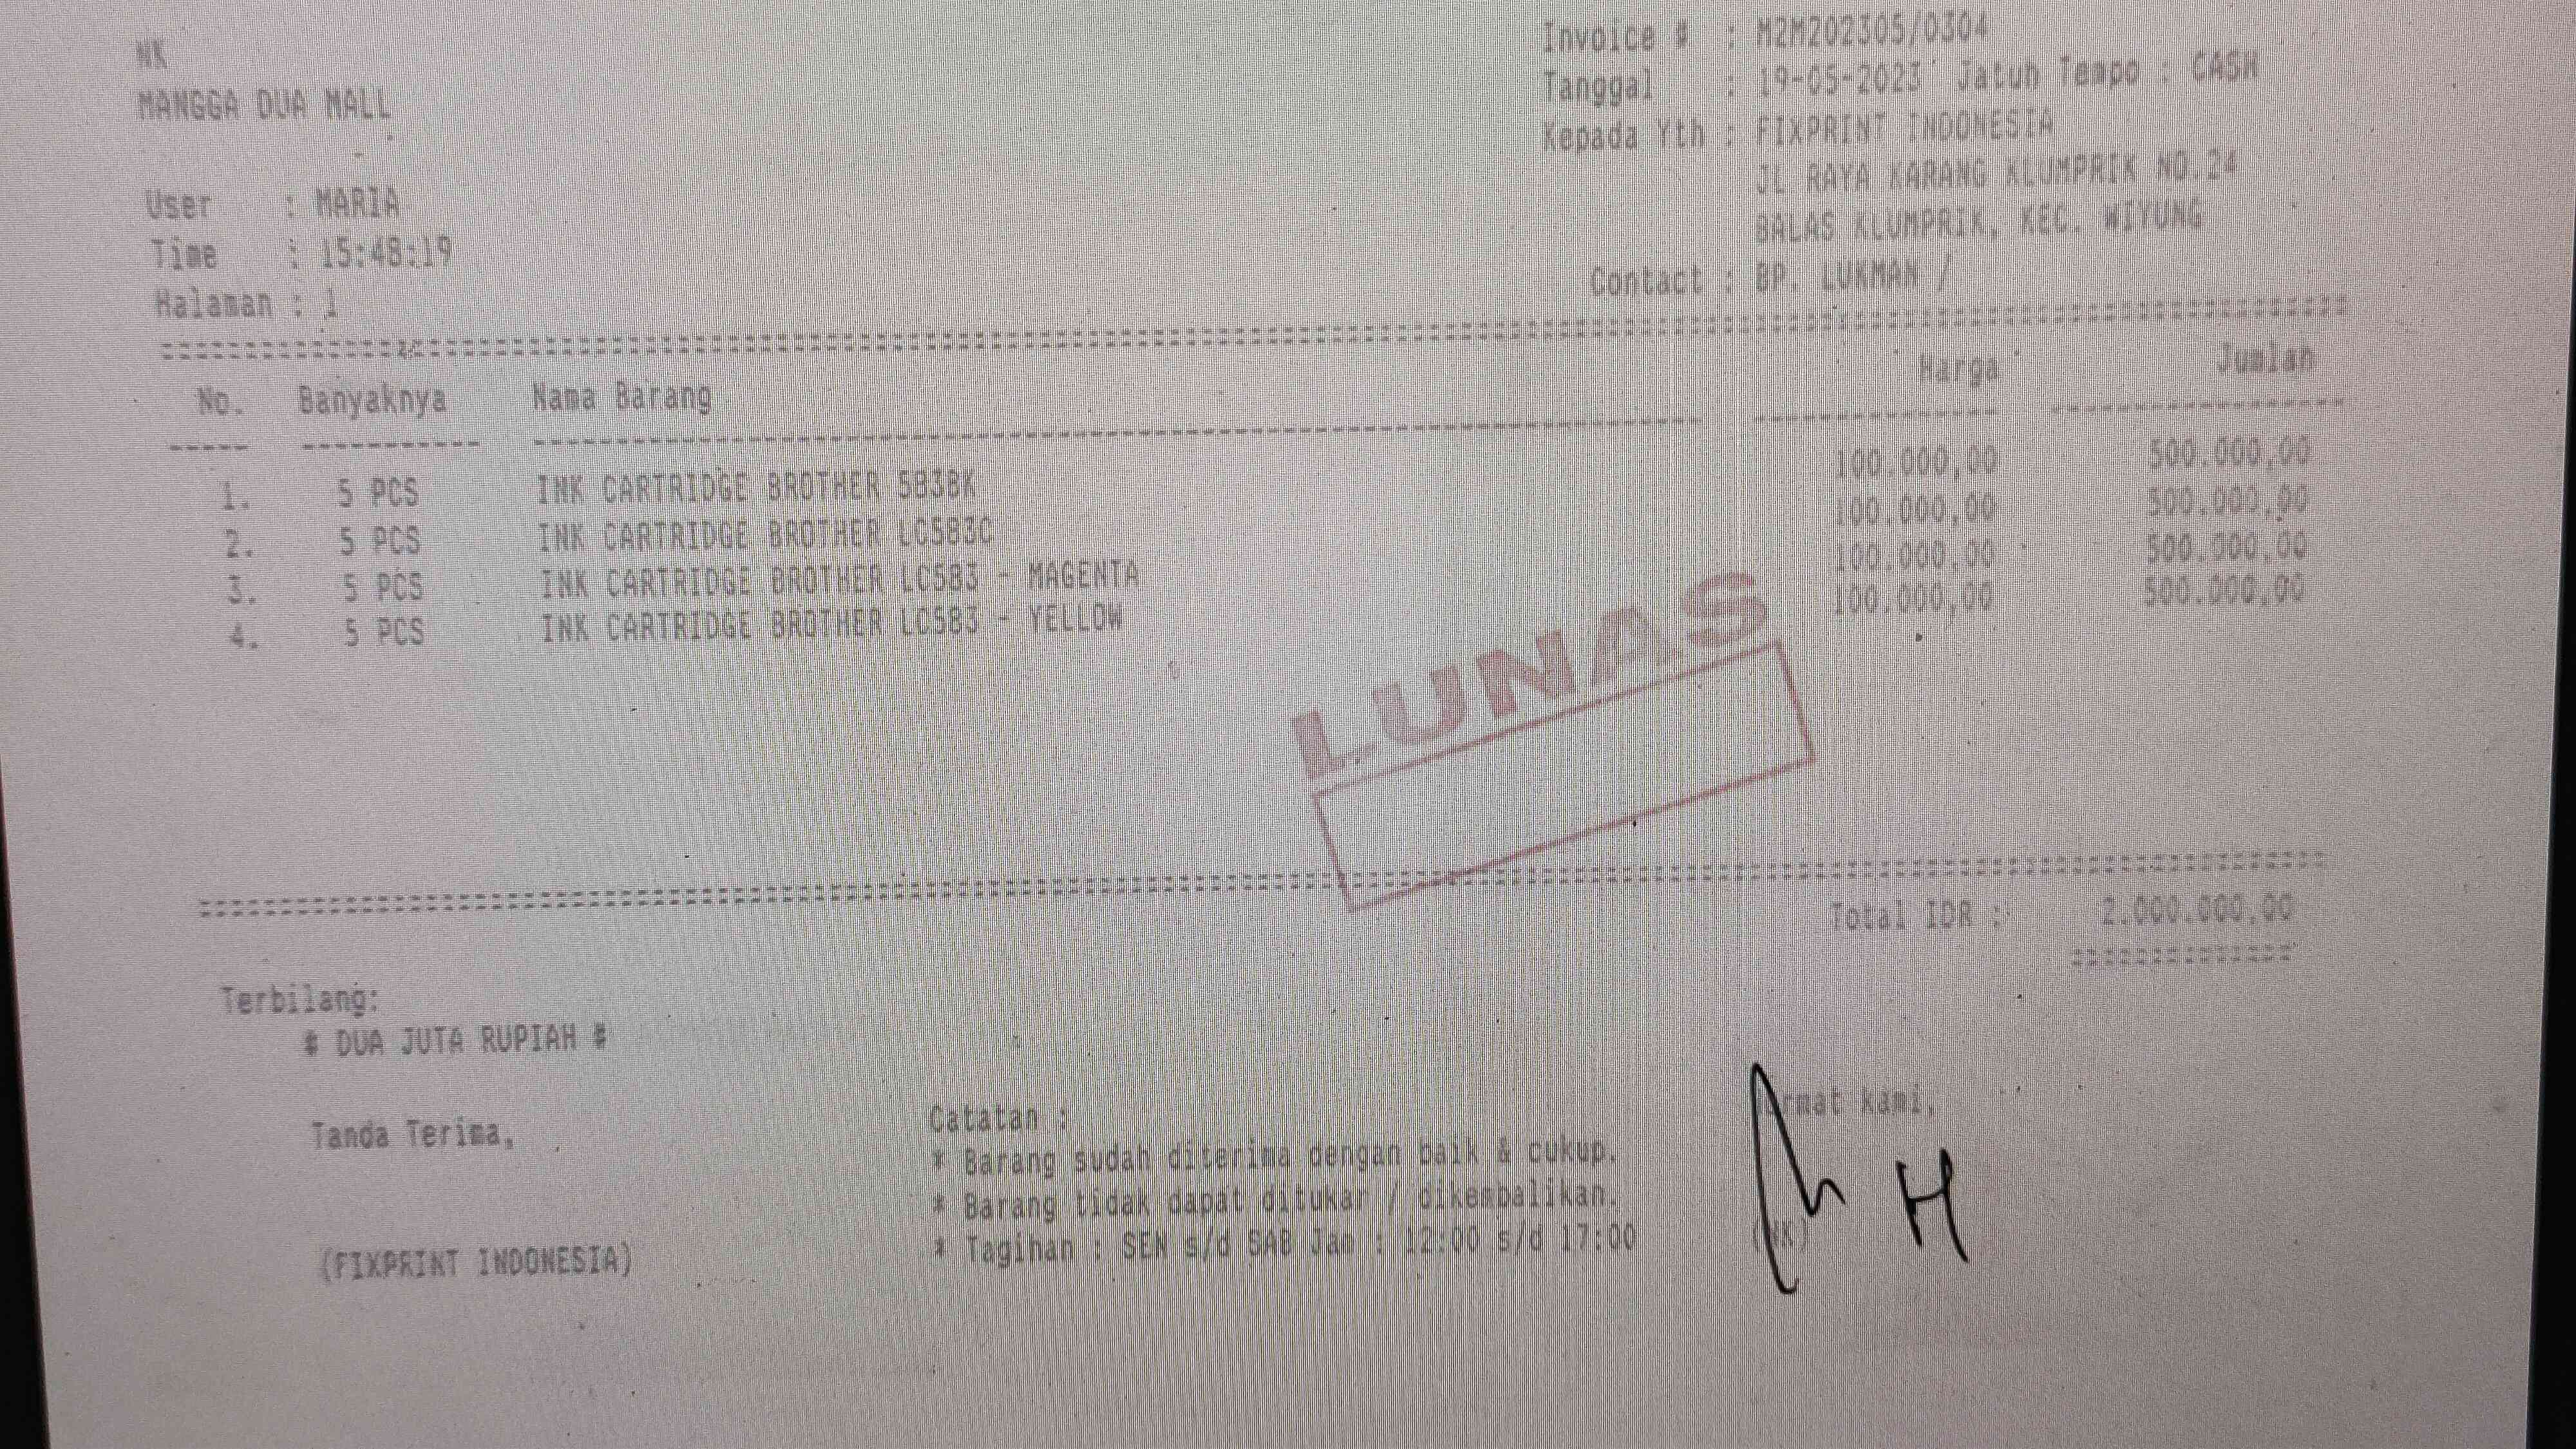 NK
MANGGA DUA MALL
User : MARIA
Time : 15:48:19
Halaman : 1
Invoice # : M2M202305/0304
Tanggal : 19-05-2023 Jatuh Tempo : CASH
Kepada Yth : FIXPRINT INDONESIA
JL RAYA KARANG KLUMPRIK NO.24
BALAS KLUMPRIK, KEC. WIYUNG
Contact : BP. LUKMAN /
No. Banyaknya Nama Barang Harga Jumlah
1. 5 PCS INK CARTRIDGE BROTHER 583BK 100.000,00 500.000,00
2. 5 PCS INK CARTRIDGE BROTHER LC583C 100.000,00 500.000,00
3. 5 PCS INK CARTRIDGE BROTHER LC583 - MAGENTA 100.000,00 500.000,00
4. 5 PCS INK CARTRIDGE BROTHER LC583 - YELLOW 100.000,00 500.000,00
LUNAS
Total IDR : 2.000.000,00
Terbilang:
# DUA JUTA RUPIAH #
Tanda Terima,
(FIXPRINT INDONESIA)
Catatan :
* Barang sudah diterima dengan baik & cukup.
* Barang tidak dapat ditukar / dikembalikan.
* Tagihan : SEN s/d SAB Jam : 12:00 s/d 17:00
kami,
(NK)